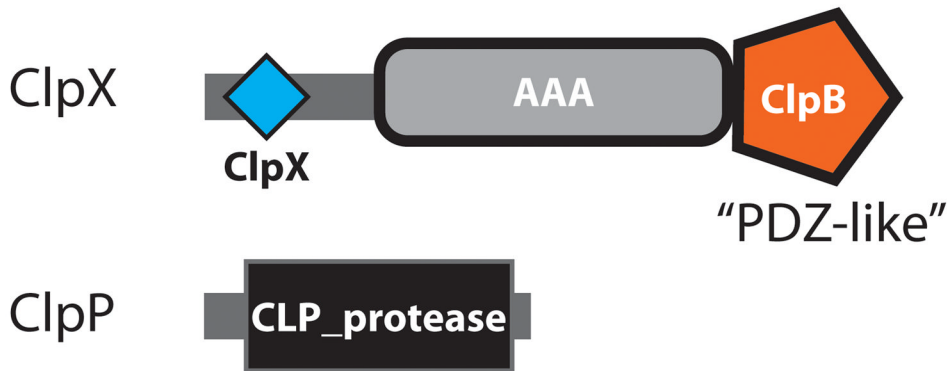 ClpX
AAA
ClpB
ClpX
“PDZ-like”
ClpP
CLP_protease